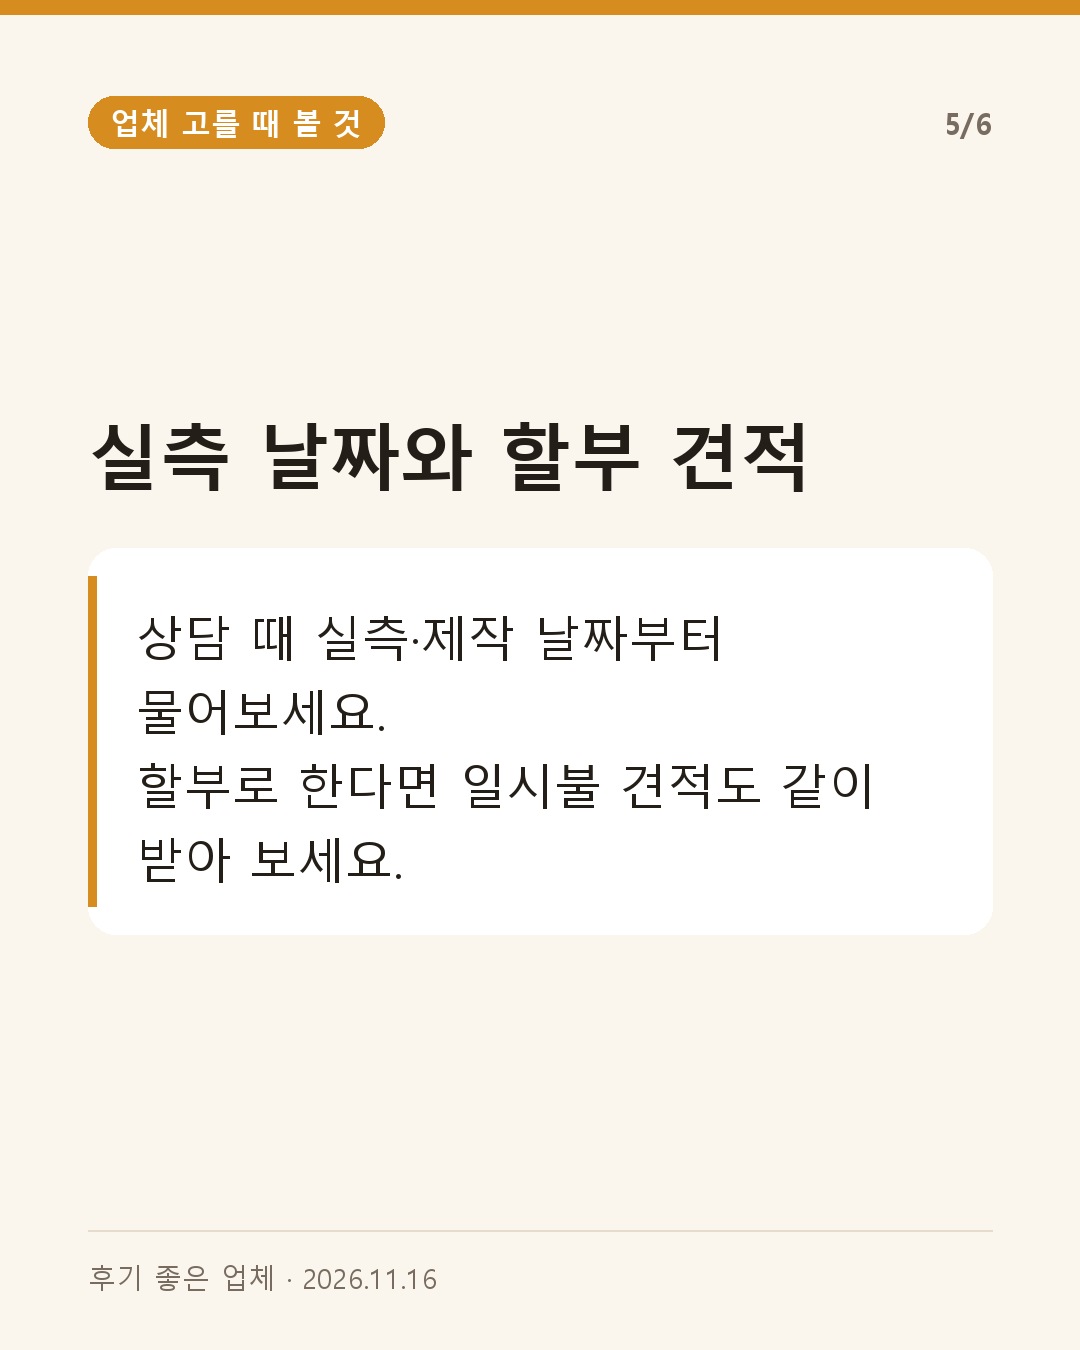 업체 고를 때 볼 것
5/6
실측 날짜와 할부 견적
상담 때 실측·제작 날짜부터
물어보세요.
할부로 한다면 일시불 견적도 같이
받아 보세요.
후기 좋은 업체 · 2026.11.16